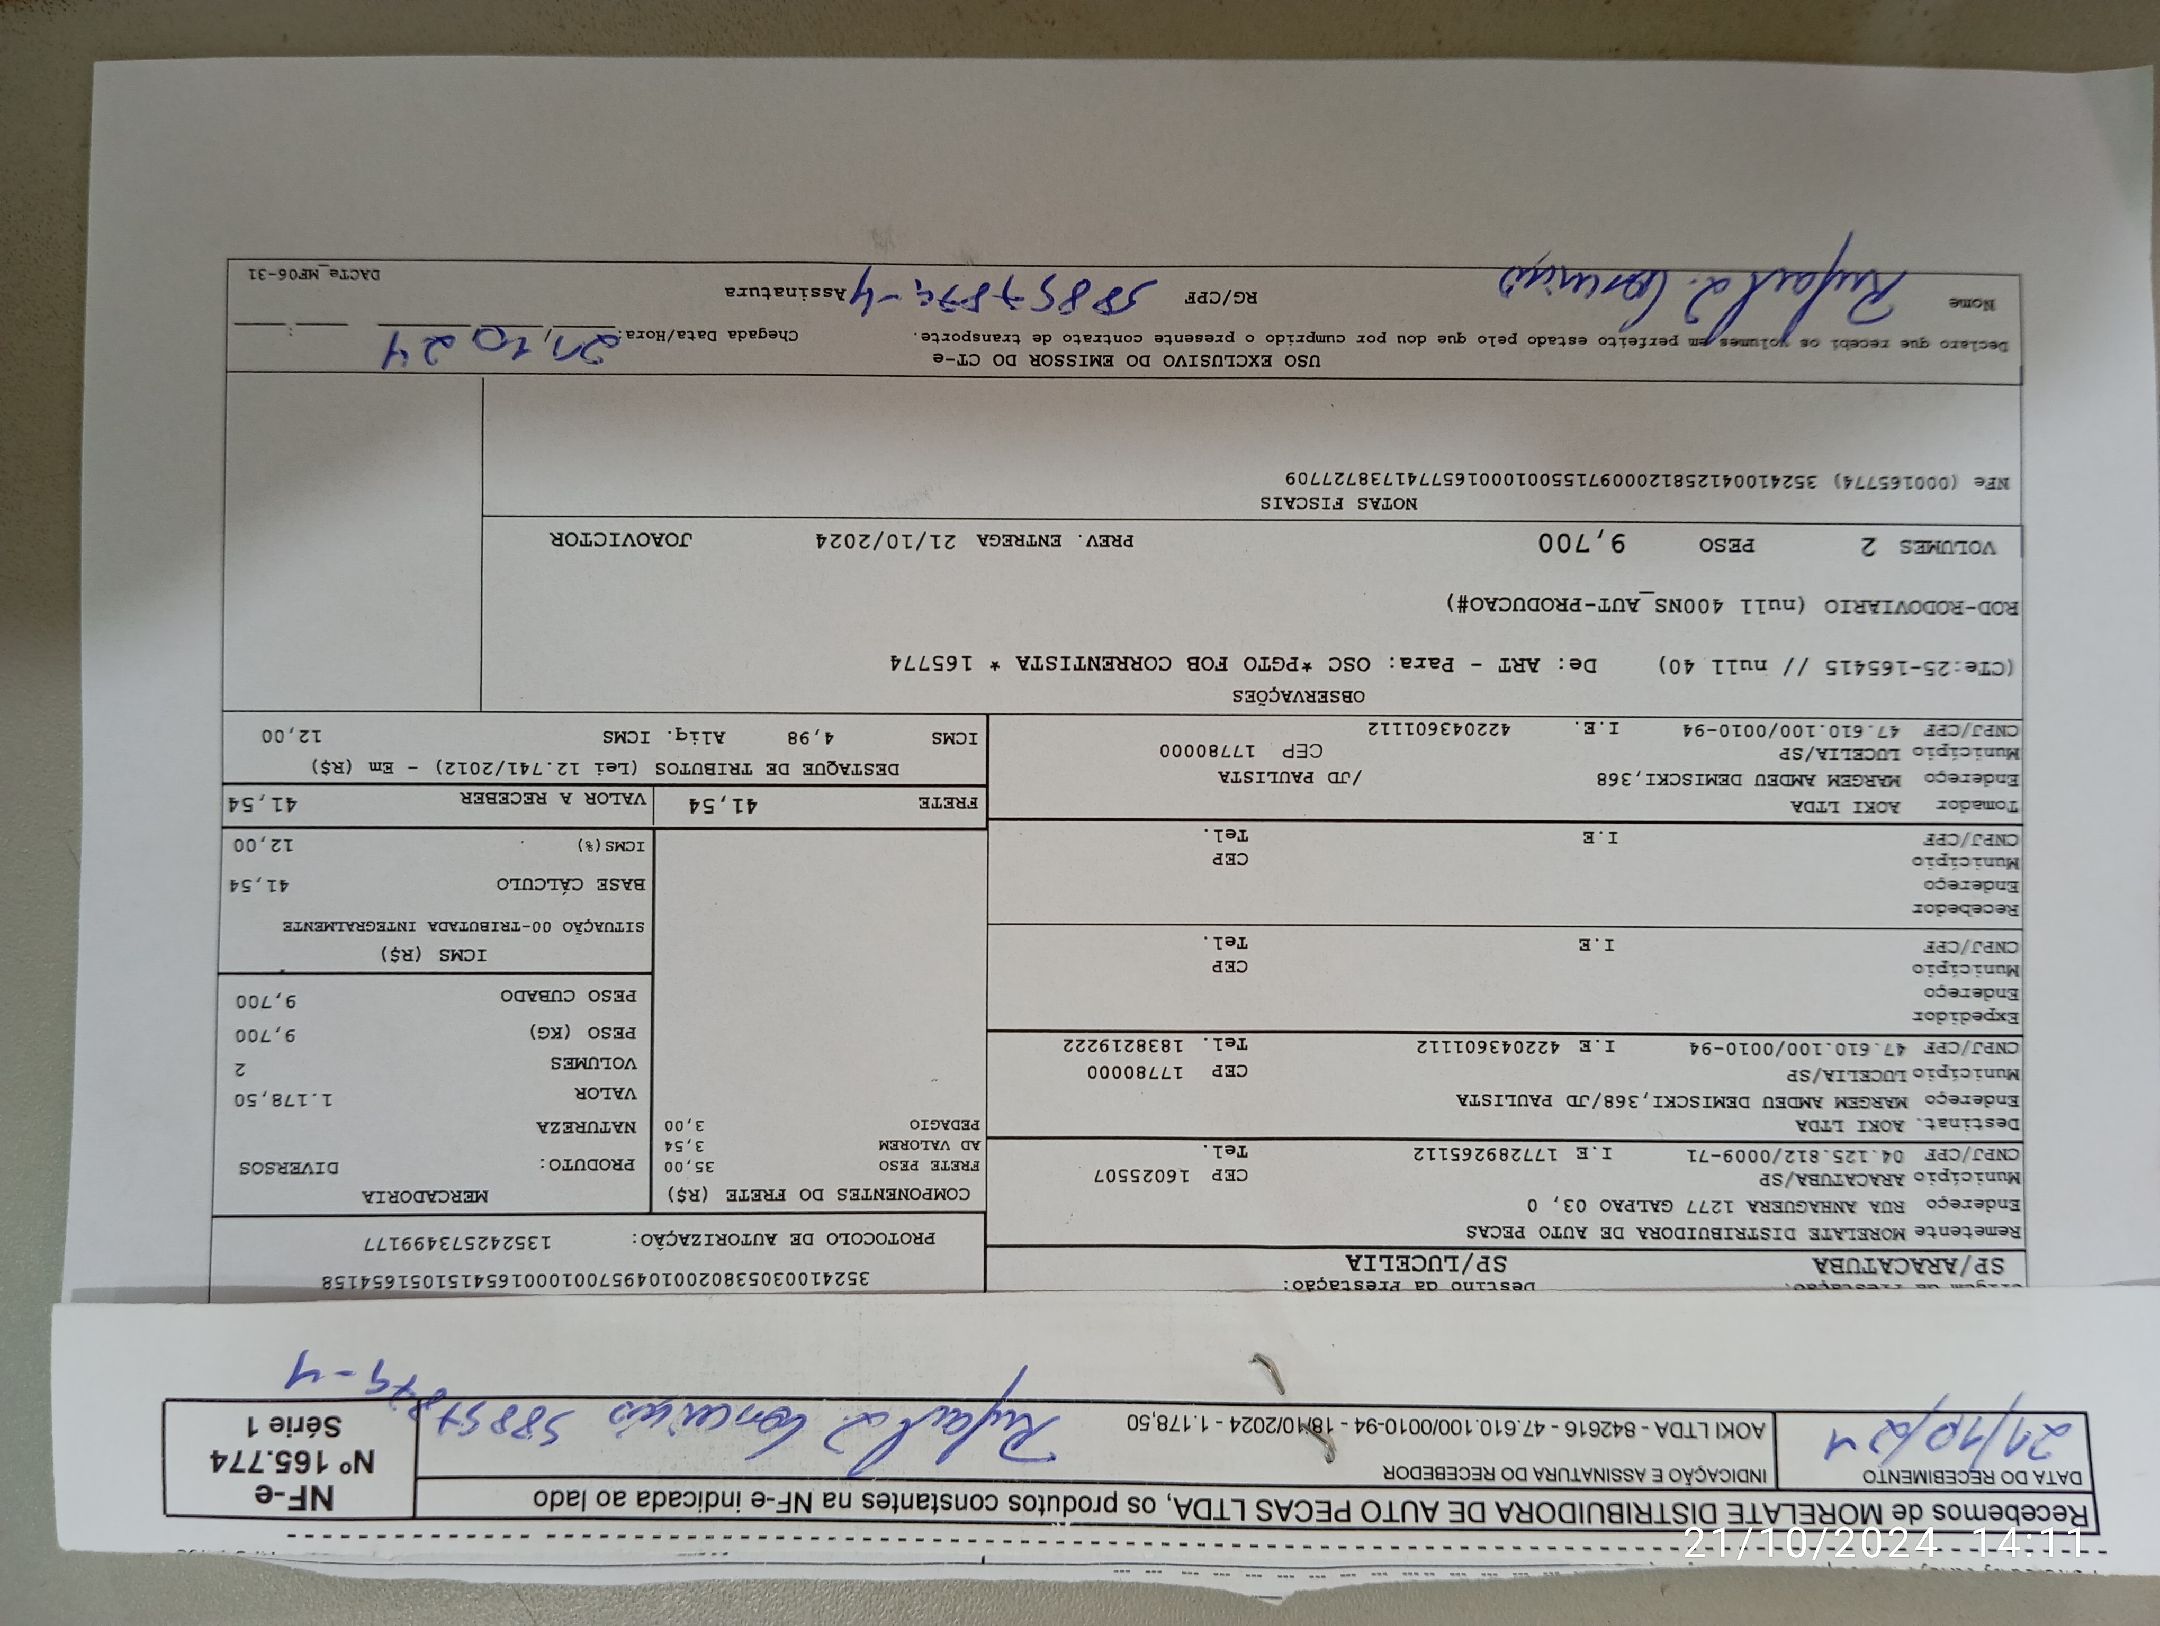 Recebemos de MORELATE DISTRIBUIDORA DE AUTO PECAS LTDA, os produtos constantes na NF-e indicada ao lado
NF-e
Nº 165.774
Série 1
DATA DO RECEBIMENTO
21/10/24
INDICAÇÃO E ASSINATURA DO RECEBEDOR
AOKI LTDA - 842616 - 47.610.100/0010-94 - 18/10/2024 - 1.178,50
Destino da Prestação:
SP/ARACATUBA SP/LUCELIA
35241003053802001049570010001654151051654158
PROTOCOLO DE AUTORIZAÇÃO: 135242573499177
Remetente MORELATE DISTRIBUIDORA DE AUTO PECAS
Endereço RUA ANHAGUERA 1277 GALPAO 03, 0
Município ARACATUBA/SP CEP 16025507
CNPJ/CPF 04.125.812/0009-71 I.E 177289265112 Tel.
Destinat. AOKI LTDA
Endereço MARGEM AMDEU DEMISCKI,368/JD PAULISTA
Município LUCELIA/SP CEP 17780000
CNPJ/CPF 47.610.100/0010-94 I.E 422043601112 Tel. 1838219222
Expedidor
Endereço
Município CEP
CNPJ/CPF I.E Tel.
Recebedor
Endereço
Município CEP
CNPJ/CPF I.E Tel.
Tomador AOKI LTDA
Endereço MARGEM AMDEU DEMISCKI,368 /JD PAULISTA
Município LUCELIA/SP CEP 17780000
CNPJ/CPF 47.610.100/0010-94 I.E. 422043601112
COMPONENTES DO FRETE (R$)
FRETE PESO 35,00
AD VALOREM 3,54
PEDAGIO 3,00
MERCADORIA
PRODUTO: DIVERSOS
NATUREZA
VALOR 1.178,50
VOLUMES 2
PESO (KG) 9,700
PESO CUBADO 9,700
ICMS (R$)
SITUAÇÃO 00-TRIBUTADA INTEGRALMENTE
BASE CÁLCULO 41,54
ICMS(%) 12,00
FRETE 41,54 VALOR A RECEBER 41,54
DESTAQUE DE TRIBUTOS (Lei 12.741/2012) - Em (R$)
ICMS 4,98 Aliq. ICMS 12,00
OBSERVAÇÕES
(CTe:25-165415 // null 40) De: ART - Para: OSC *PGTO FOB CORRENTISTA * 165774
ROD-RODOVIARIO (null 400NS_AUT-PRODUCAO#)
VOLUMES 2 PESO 9,700 PREV. ENTREGA 21/10/2024 JOAOVICTOR
NOTAS FISCAIS
NFe (000165774) 35241004125812000971550010001657741738727709
USO EXCLUSIVO DO EMISSOR DO CT-e
Declaro que recebi os volumes em perfeito estado pelo que dou por cumprido o presente contrato de transporte.
Chegada Data/Hora: 21,10,24
Nome RG/CPF Assinatura
DACTe_MF06-31
21/10/2024 14:11